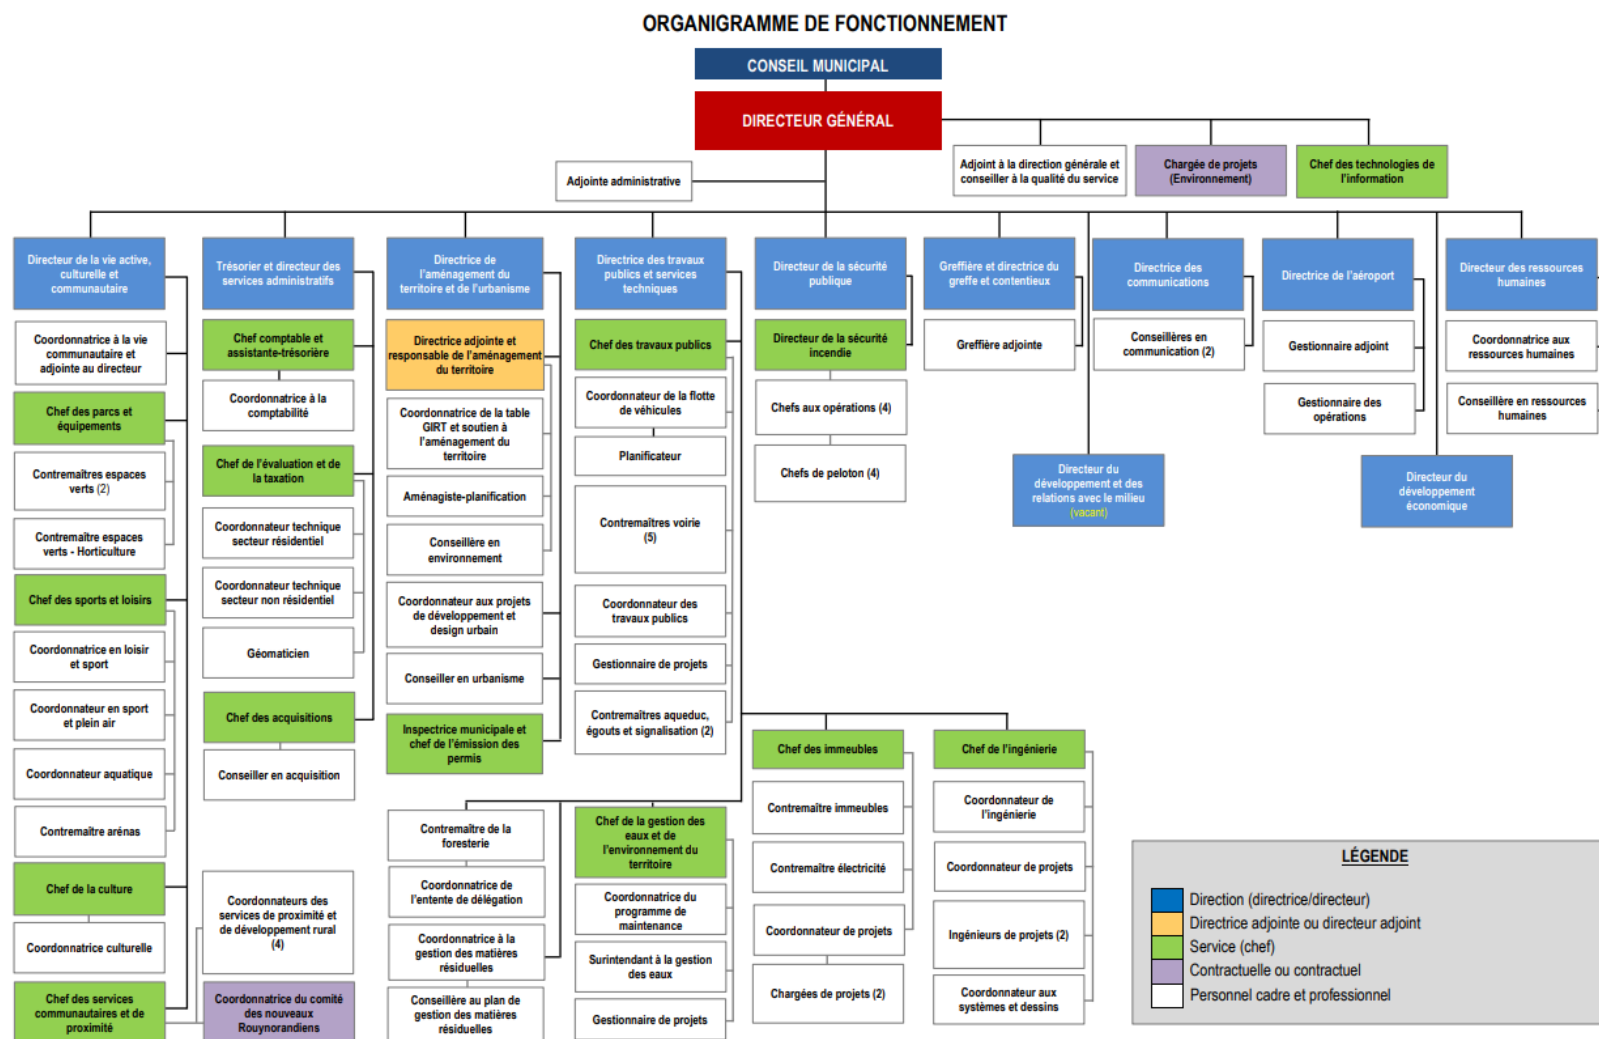 ORGANIGRAMME DE FONCTIONNEMENT
CONSEIL MUNICIPAL
DIRECTEUR GÉNÉRAL
Adjointe administrative
Adjoint à la direction générale et
conseiller à la qualité du service
Chargée de projets
(Environnement)
Chef des technologies de
l'information
Directeur de la vie active,
culturelle et
communautaire
Coordonnatrice à la vie
communautaire et
adjointe au directeur
Chef des parcs et
équipements
Contremaîtres espaces
verts (2)
Contremaître espaces
verts - Horticulture
Chef des sports et loisirs
Coordonnatrice en loisir
et sport
Coordonnateur en sport
et plein air
Coordonnateur aquatique
Contremaître arénas
Chef de la culture
Coordonnatrice culturelle
Chef des services
communautaires et de
proximité
Coordonnateurs des
services de proximité et
de développement rural
(4)
Coordonnatrice du comité
des nouveaux
Rouynorandiens
Trésorier et directeur des
services administratifs
Chef comptable et
assistante-trésorière
Coordonnatrice à la
comptabilité
Chef de l'évaluation et de
la taxation
Coordonnateur technique
secteur résidentiel
Coordonnateur technique
secteur non résidentiel
Géomaticien
Chef des acquisitions
Conseiller en acquisition
Directrice de
l'aménagement du
territoire et de l'urbanisme
Directrice adjointe et
responsable de l'aménagement
du territoire
Coordonnatrice de la table
GIRT et soutien à
l'aménagement du
territoire
Aménagiste-planification
Conseillère en
environnement
Coordonnateur aux projets
de développement et
design urbain
Conseiller en urbanisme
Inspectrice municipale et
chef de l'émission des
permis
Directrice des travaux
publics et services
techniques
Chef des travaux publics
Coordonnateur de la flotte
de véhicules
Planificateur
Contremaîtres voirie
(5)
Coordonnateur des
travaux publics
Gestionnaire de projets
Contremaîtres aqueduc,
égouts et signalisation (2)
Contremaître de la
foresterie
Coordonnatrice de
l'entente de délégation
Coordonnatrice à la
gestion des matières
résiduelles
Conseillère au plan de
gestion des matières
résiduelles
Chef de la gestion des
eaux et de
l'environnement du
territoire
Coordonnatrice du
programme de
maintenance
Surintendant à la gestion
des eaux
Gestionnaire de projets
Chef des immeubles
Contremaître immeubles
Contremaître électricité
Coordonnateur de projets
Chargées de projets (2)
Chef de l'ingénierie
Coordonnateur de
l'ingénierie
Coordonnateur de projets
Ingénieurs de projets (2)
Coordonnateur aux
systèmes et dessins
Directeur de la sécurité
publique
Directeur de la sécurité
incendie
Chefs aux opérations (4)
Chefs de peloton (4)
Greffière et directrice du
greffe et contentieux
Greffière adjointe
Directeur du
développement et des
relations avec le milieu
(vacant)
Directrice des
communications
Conseillères en
communication (2)
Directrice de l'aéroport
Gestionnaire adjoint
Gestionnaire des
opérations
Directeur du
développement
économique
Directeur des ressources
humaines
Coordonnatrice aux
ressources humaines
Conseillère en ressources
humaines
LÉGENDE
Direction (directrice/directeur)
Directrice adjointe ou directeur adjoint
Service (chef)
Contractuelle ou contractuel
Personnel cadre et professionnel